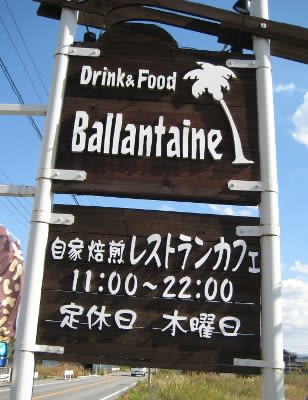 Drink & Food
Ballantaine
自家焙煎レストランカフェ
11:00〜22:00
定休日 木曜日